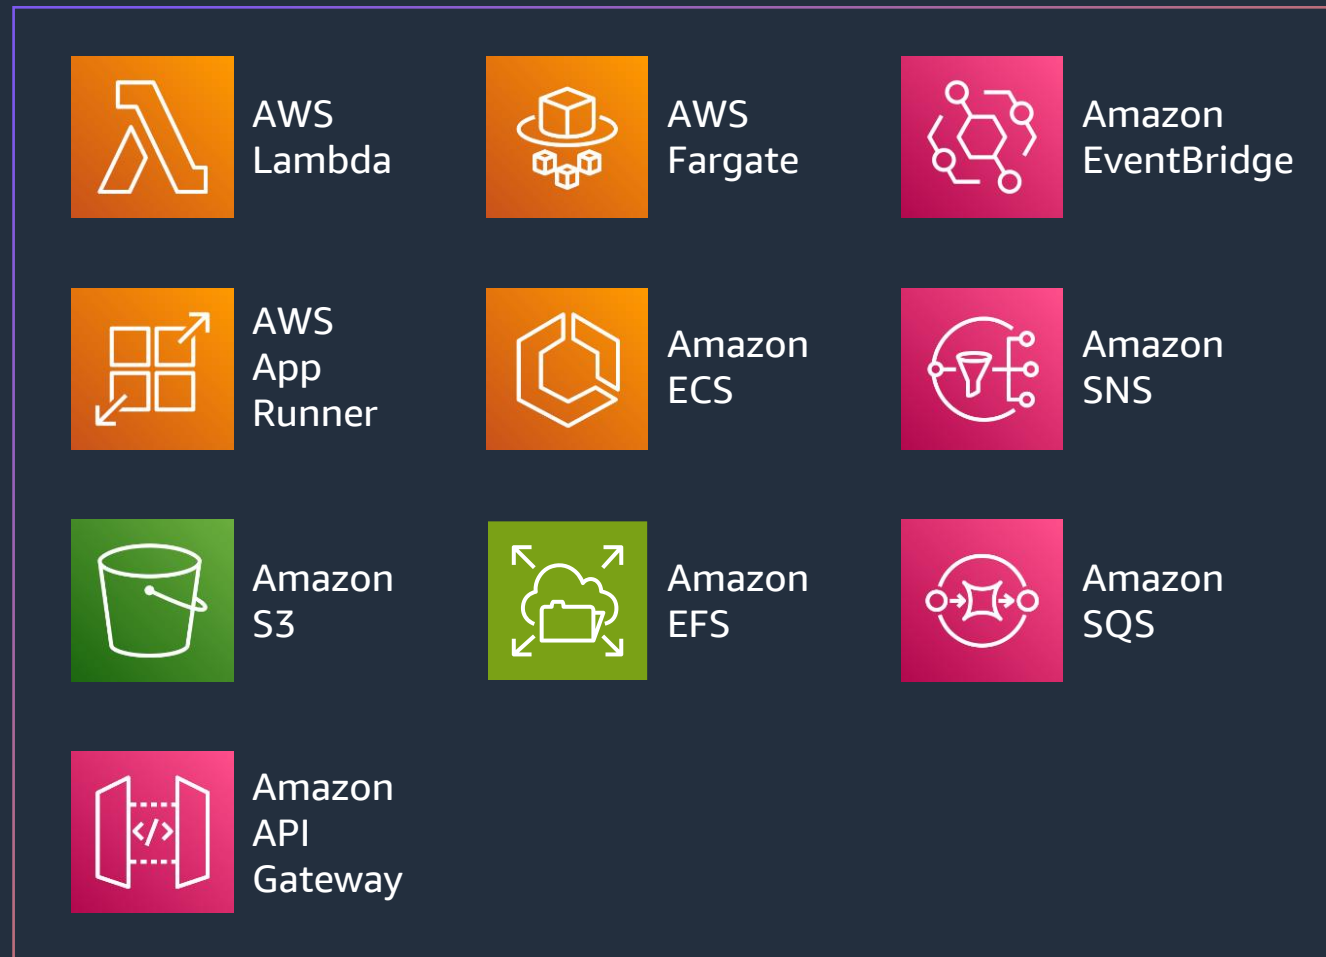 AWS
Lambda
AWS
Fargate
Amazon
EventBridge
AWS
App
Runner
Amazon
ECS
Amazon
SNS
Amazon
S3
Amazon
EFS
Amazon
SQS
</>
Amazon
API
Gateway